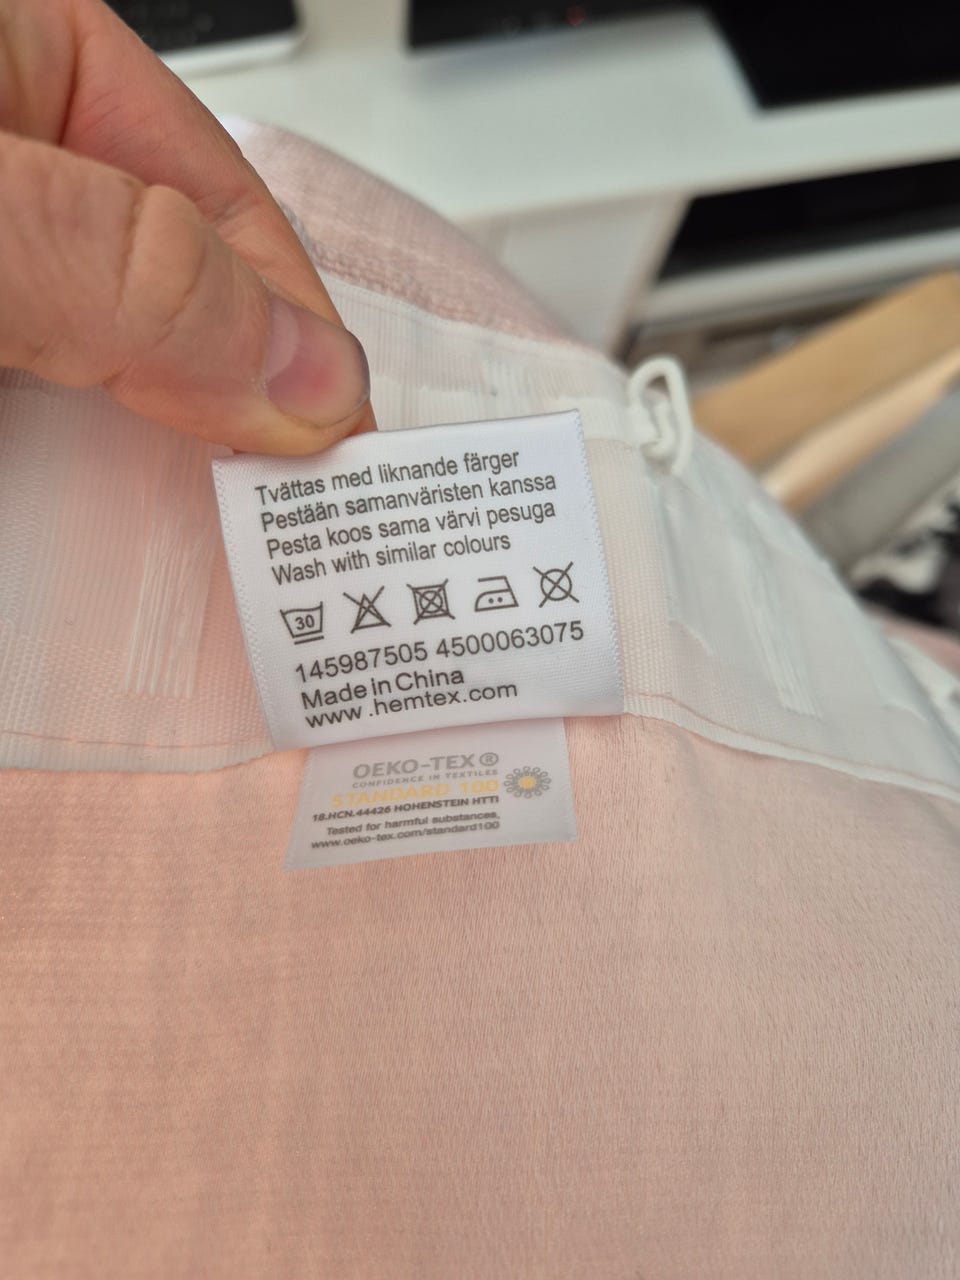 Tvättas med liknande färger
Pestään samanväristen kanssa
Pesta koos sama värvi pesuga
Wash with similar colours
30
145987505 4500063075
Made in China
www.hemtex.com
OEKO-TEX®
CONFIDENCE IN TEXTILES
STANDARD 100
18.HCN.44426 HOHENSTEIN HTTI
Tested for harmful substances,
www.oeko-tex.com/standard100